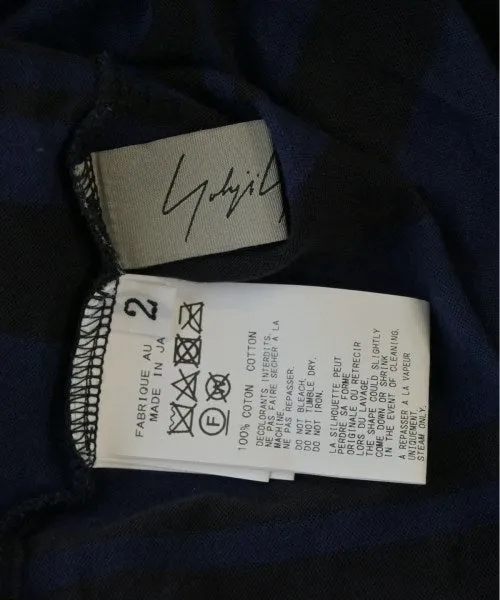 Yohji Y
2
FABRIQUE AU
MADE IN JA
100% COTON COTTON
DECOLORANTS INTERDITS.
NE PAS FAIRE SECHER A LA
MACHINE.
NE PAS REPASSER.
DO NOT BLEACH.
DO NOT TUMBLE DRY.
DO NOT IRON.
LA SILHOUETTE PEUT
PERDRE SA FORME
ORIGINALE OU RETRECIR
LORS DU LAVAGE.
THE SHAPE COULD SLIGHTLY
COME DOWN OR SHRINK
IN THE EVENT OF CLEANING.
A REPASSER A LA VAPEUR
UNIQUEMENT.
STEAM ONLY.